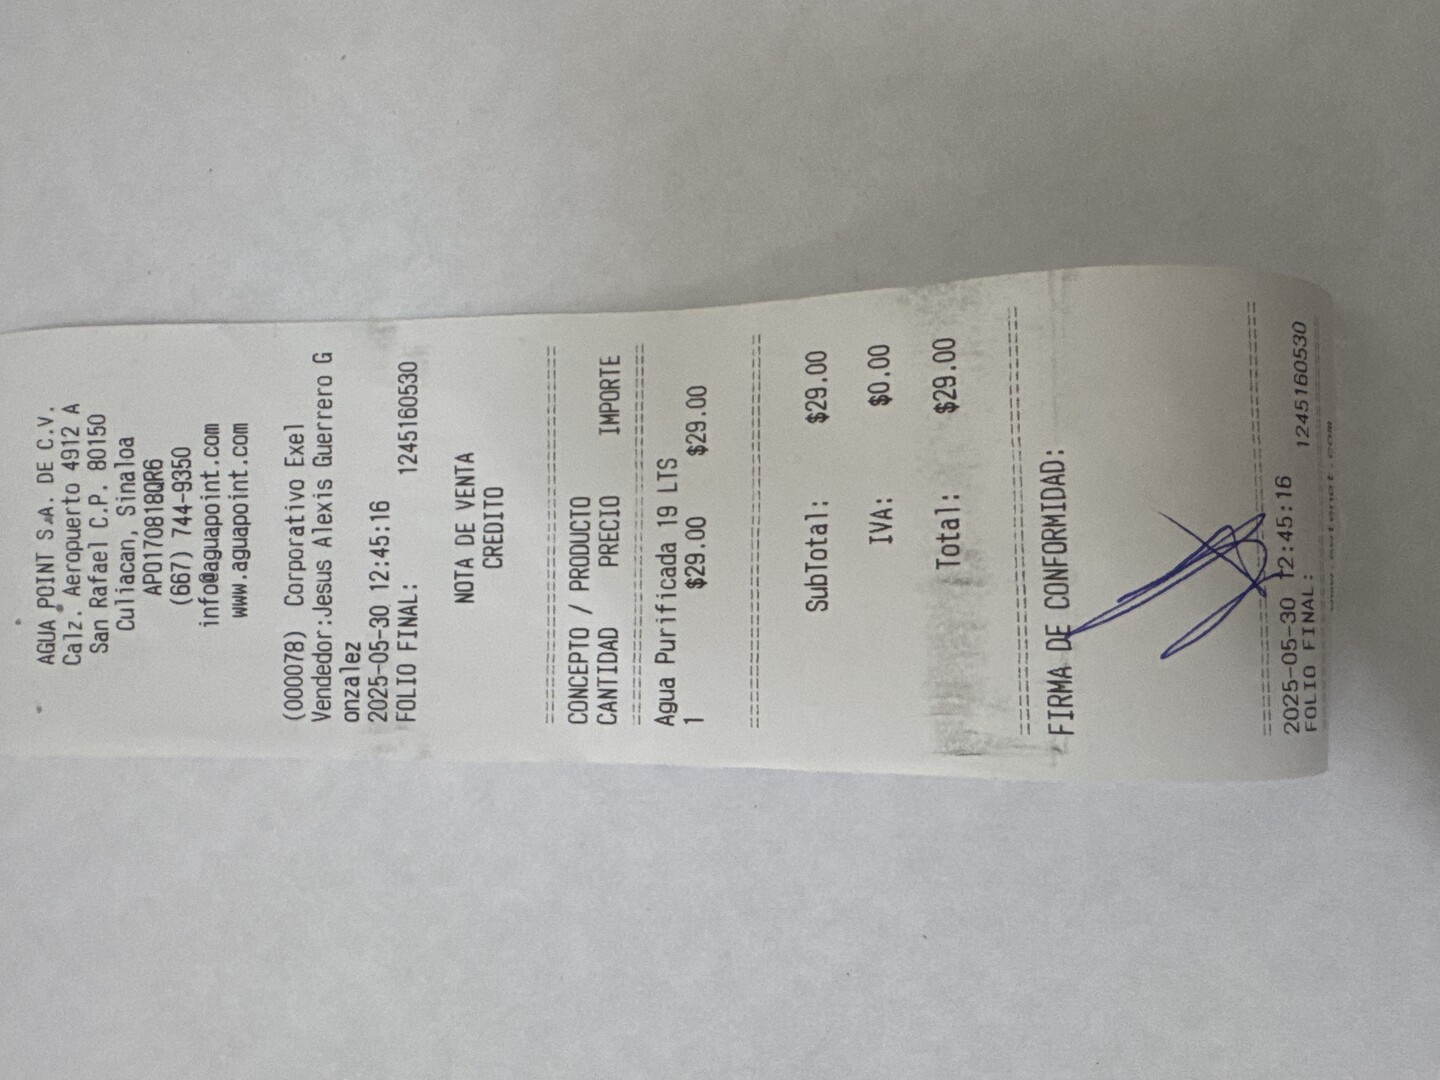 AGUA POINT S.A. DE C.V.
Calz. Aeropuerto 4912 A
San Rafael C.P. 80150
Culiacan, Sinaloa
APO170818QR6
(667) 744-9350
info@aguapoint.com
www.aguapoint.com
(000078) Corporativo Exel
Vendedor:Jesus Alexis Guerrero G
onzalez
2025-05-30 12:45:16
FOLIO FINAL: 1245160530
NOTA DE VENTA
CREDITO
================================
CONCEPTO / PRODUCTO
CANTIDAD PRECIO IMPORTE
================================
Agua Purificada 19 LTS
1 $29.00 $29.00
================================
SubTotal: $29.00
IVA: $0.00
Total: $29.00
================================
FIRMA DE CONFORMIDAD:
================================
2025-05-30 12:45:16
FOLIO FINAL: 1245160530